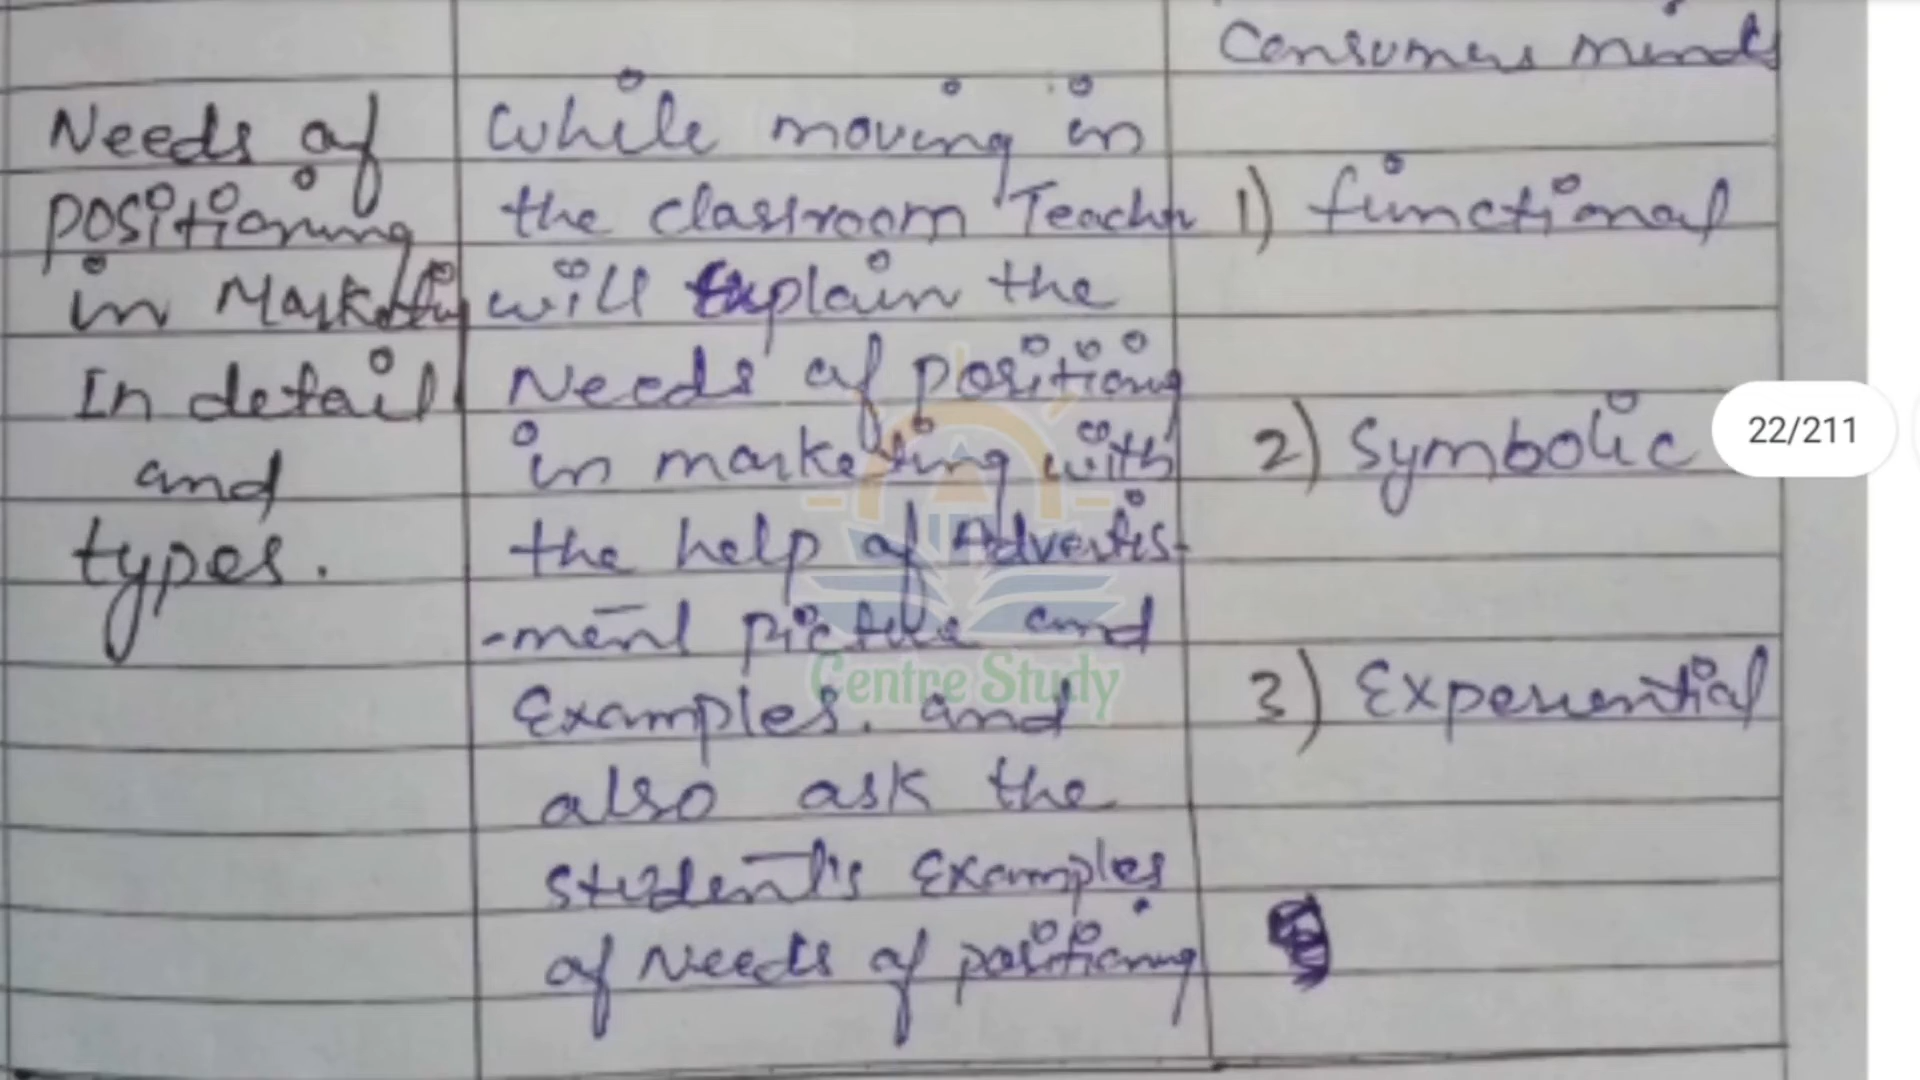 Consumers minds
Needs of
positioning
in Marketing
In detail
and
types.
While moving in
the classroom Teacher
will Explain the
Needs of positiong
in marketing with
the help of Advertis-
-ment picture and
Examples. and
also ask the
student's Examples
of Needs of positioning
1) functional
2) Symbolic
3) Experiential
22/211
Centre Study